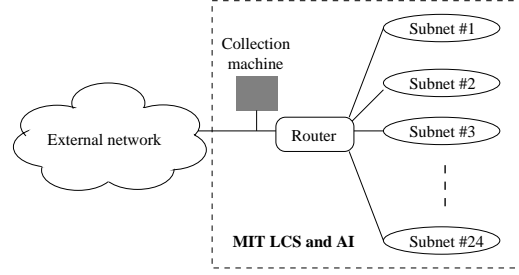 Collection
machine
External network
Router
Subnet #1
Subnet #2
Subnet #3
Subnet #24
MIT LCS and AI